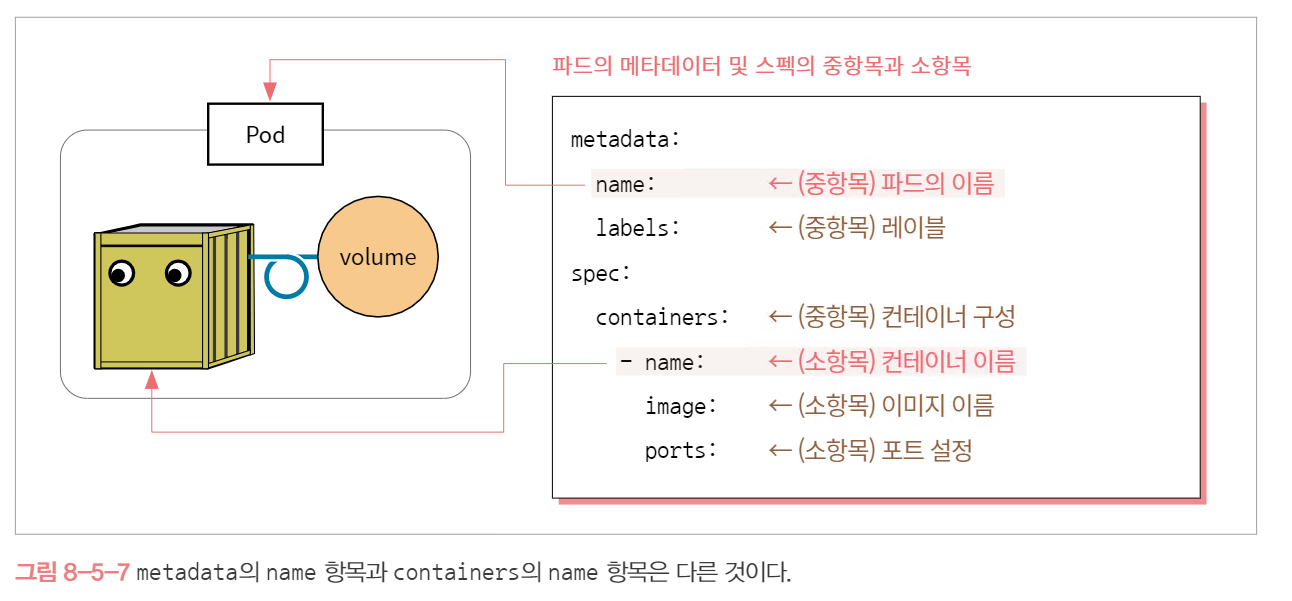 파드의 메타데이터 및 스펙의 중항목과 소항목
Pod
volume
metadata:
name: ← (중항목) 파드의 이름
labels: ← (중항목) 레이블
spec:
containers: ← (중항목) 컨테이너 구성
- name: ← (소항목) 컨테이너 이름
image: ← (소항목) 이미지 이름
ports: ← (소항목) 포트 설정
그림 8-5-7 metadata의 name 항목과 containers의 name 항목은 다른 것이다.